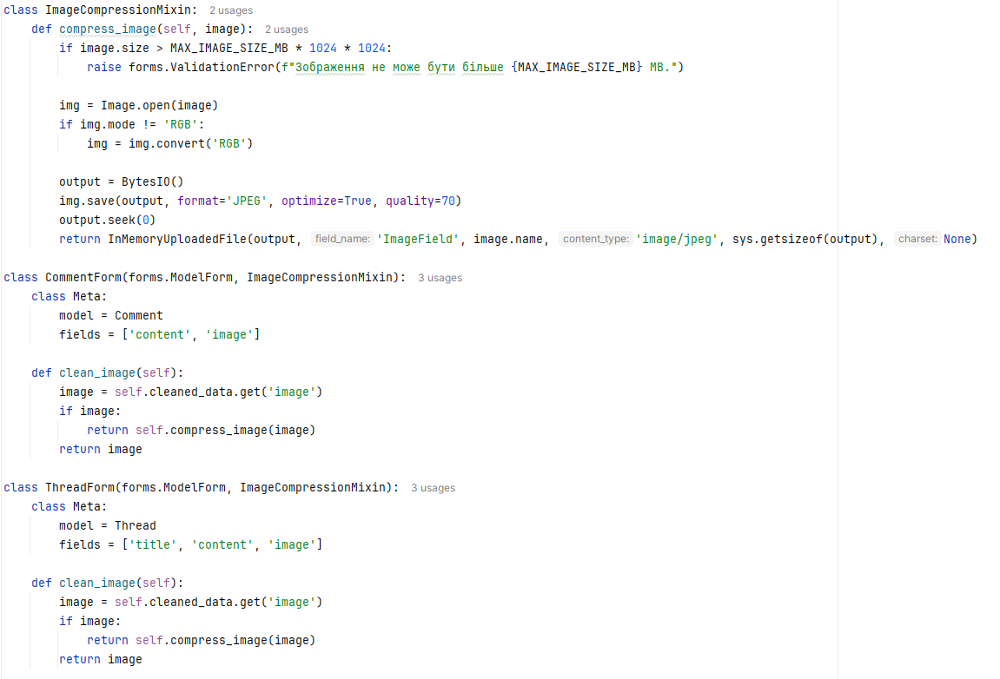 class ImageCompressionMixin: 2 usages
    def compress_image(self, image): 2 usages
        if image.size > MAX_IMAGE_SIZE_MB * 1024 * 1024:
            raise forms.ValidationError(f"Зображення не може бути більше {MAX_IMAGE_SIZE_MB} MB.")

        img = Image.open(image)
        if img.mode != 'RGB':
            img = img.convert('RGB')

        output = BytesIO()
        img.save(output, format='JPEG', optimize=True, quality=70)
        output.seek(0)
        return InMemoryUploadedFile(output, field_name: 'ImageField', image.name, content_type: 'image/jpeg', sys.getsizeof(output), charset: None)

class CommentForm(forms.ModelForm, ImageCompressionMixin): 3 usages
    class Meta:
        model = Comment
        fields = ['content', 'image']

    def clean_image(self):
        image = self.cleaned_data.get('image')
        if image:
            return self.compress_image(image)
        return image

class ThreadForm(forms.ModelForm, ImageCompressionMixin): 3 usages
    class Meta:
        model = Thread
        fields = ['title', 'content', 'image']

    def clean_image(self):
        image = self.cleaned_data.get('image')
        if image:
            return self.compress_image(image)
        return image